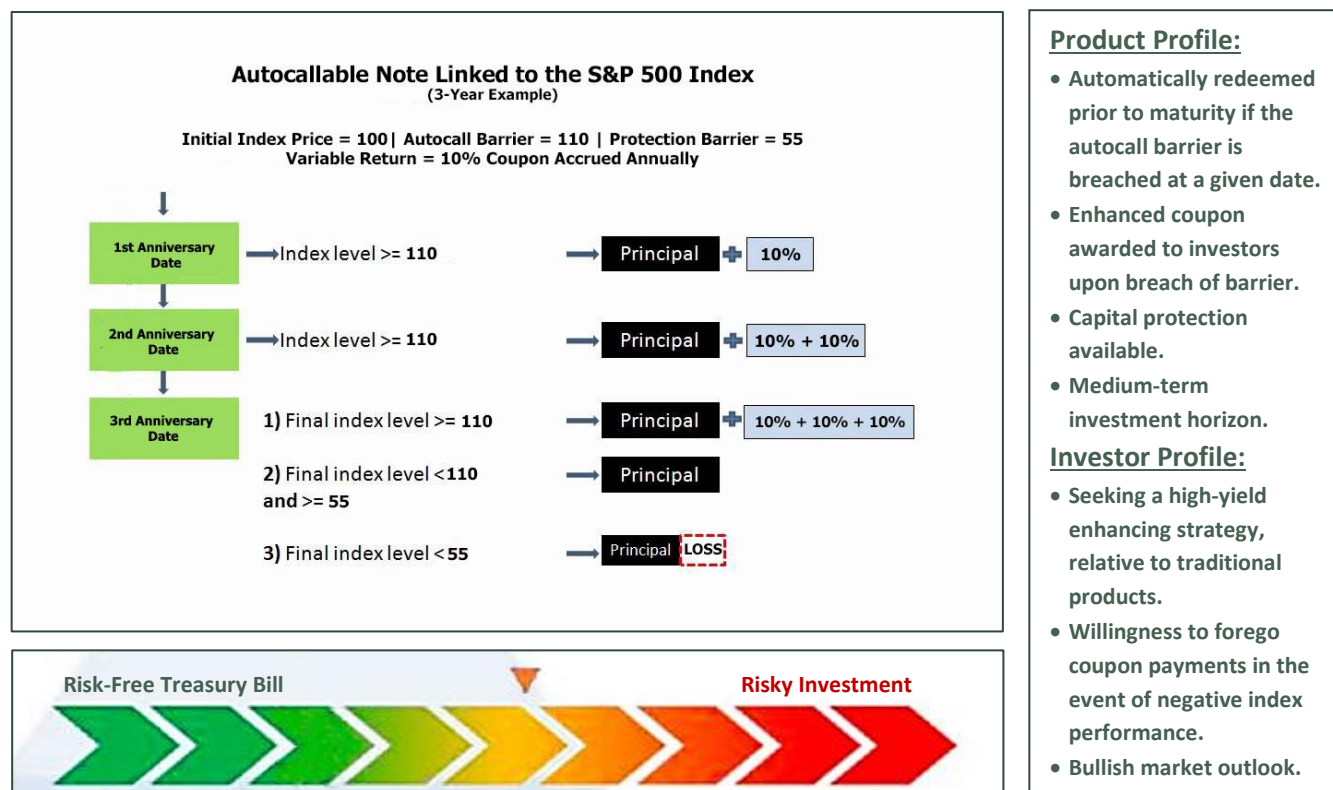 Autocallable Note Linked to the S&P 500 Index
(3-Year Example)
Initial Index Price = 100| Autocall Barrier = 110 | Protection Barrier = 55
Variable Return = 10% Coupon Accrued Annually
1st Anniversary
Date
Index level >= 110
Principal
10%
2nd Anniversary
Date
Index level >= 110
Principal
10% + 10%
3rd Anniversary
Date
1) Final index level >= 110
Principal
10% + 10% + 10%
2) Final index level <110
and >= 55
Principal
3) Final index level < 55
Principal
LOSS
Risk-Free Treasury Bill
Risky Investment
Product Profile:
• Automatically redeemed
prior to maturity if the
autocall barrier is
breached at a given date.
• Enhanced coupon
awarded to investors
upon breach of barrier.
• Capital protection
available.
• Medium-term
investment horizon.
Investor Profile:
• Seeking a high-yield
enhancing strategy,
relative to traditional
products.
• Willingness to forego
coupon payments in the
event of negative index
performance.
• Bullish market outlook.